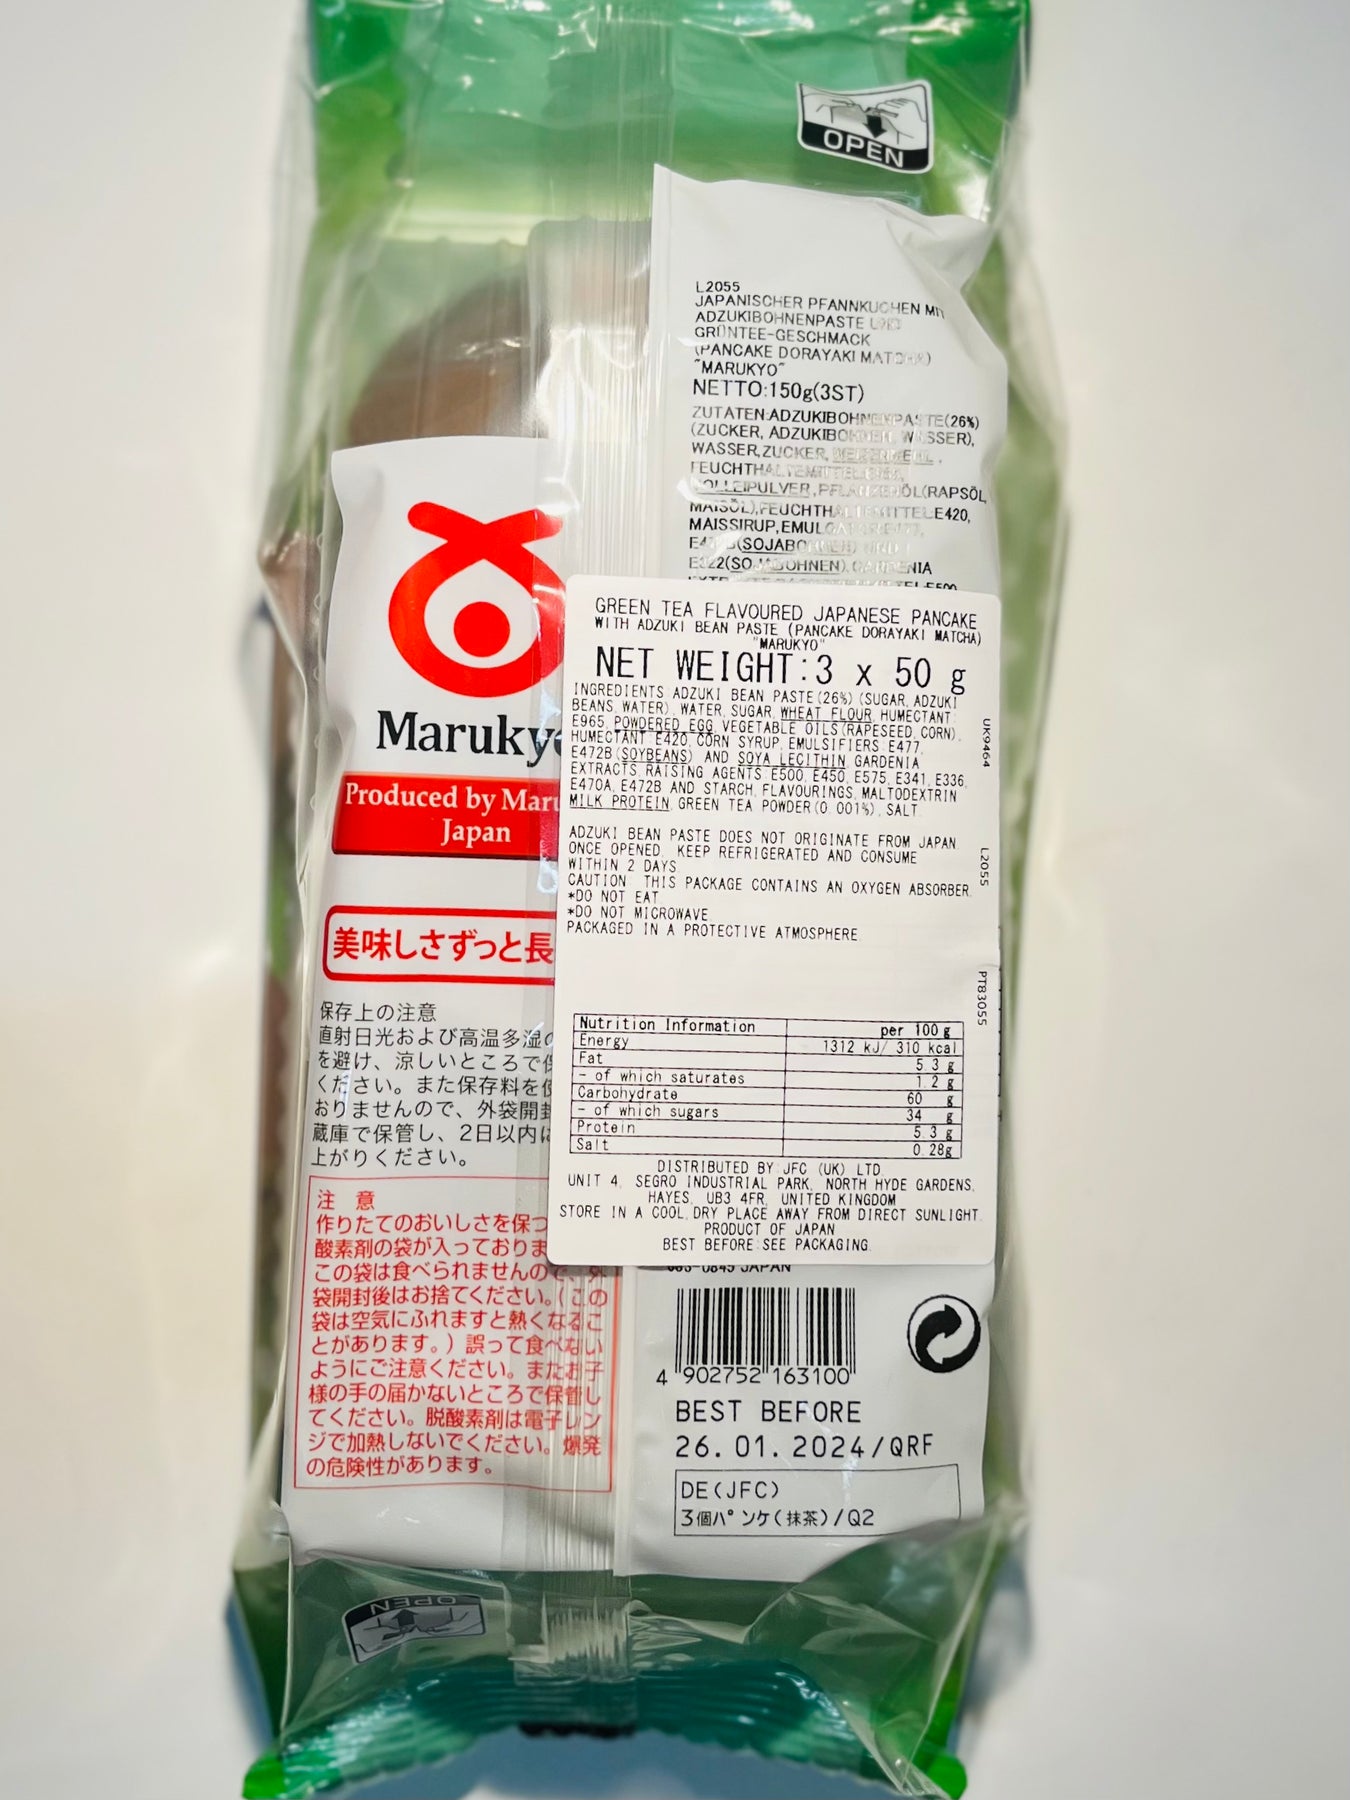 OPEN
L2055
JAPANISCHER PFANNKUCHEN MIT
ADZUKIBOHNENPASTE
GRÜNTEE-GESCHMACK
(PANCAKE DORAYAKI MATCHA)
"MARUKYO"
NETTO:150g(3ST)
ZUTATEN:ADZUKIBOHNENPASTE(26%)
(ZUCKER, ADZUKIBOHNEN, WASSER),
WASSER,ZUCKER,
FEUCHTHALTEMITTEL
VOLLEIPULVER,PFLANZENÖL(RAPSÖL,
MAISÖL),FEUCHTHALTEMITTEL:E420,
MAISSIRUP,
(SOJABOHNEN)
E322(SOJABOHNEN),GARDENIA
Marukyo
Produced by Maru
Japan
美味しさずっと長
保存上の注意
直射日光および高温多湿の
を避け、涼しいところで保
ください。また保存料を使
おりませんので、外袋開封
蔵庫で保管し、2日以内に
上がりください。
注 意
作りたてのおいしさを保つ
酸素剤の袋が入っておりま
この袋は食べられませんので、外
袋開封後はお捨てください。(この
袋は空気にふれますと熱くなるこ
とがあります。)誤って食べない
ようにご注意ください。またお子
様の手の届かないところで保管し
てください。脱酸素剤は電子レン
ジで加熱しないでください。爆発
の危険性があります。
GREEN TEA FLAVOURED JAPANESE PANCAKE
WITH ADZUKI BEAN PASTE (PANCAKE DORAYAKI MATCHA)
"MARUKYO"
NET WEIGHT:3 x 50 g
INGREDIENTS:ADZUKI BEAN PASTE(26%)(SUGAR, ADZUKI
BEANS, WATER), WATER, SUGAR, WHEAT FLOUR, HUMECTANT:
E965, POWDERED EGG, VEGETABLE OILS(RAPESEED, CORN),
HUMECTANT:E420, CORN SYRUP, EMULSIFIERS:E477,
E472B(SOYBEANS) AND SOYA LECITHIN, GARDENIA
EXTRACTS, RAISING AGENTS:E500, E450, E575, E341, E336,
E470A, E472B AND STARCH, FLAVOURINGS, MALTODEXTRIN,
MILK PROTEIN, GREEN TEA POWDER(0.001%), SALT.
ADZUKI BEAN PASTE DOES NOT ORIGINATE FROM JAPAN.
ONCE OPENED, KEEP REFRIGERATED AND CONSUME
WITHIN 2 DAYS.
CAUTION: THIS PACKAGE CONTAINS AN OXYGEN ABSORBER.
*DO NOT EAT.
*DO NOT MICROWAVE.
PACKAGED IN A PROTECTIVE ATMOSPHERE.
UK9464
L2055
PT83055
Nutrition Information per 100 g
Energy 1312 kJ/ 310 kcal
Fat 5.3 g
- of which saturates 1.2 g
Carbohydrate 60 g
- of which sugars 34 g
Protein 5.3 g
Salt 0.28g
DISTRIBUTED BY:JFC (UK) LTD.
UNIT 4, SEGRO INDUSTRIAL PARK, NORTH HYDE GARDENS,
HAYES, UB3 4FR, UNITED KINGDOM
STORE IN A COOL, DRY PLACE AWAY FROM DIRECT SUNLIGHT.
PRODUCT OF JAPAN
BEST BEFORE:SEE PACKAGING.
JAPAN
4 902752 163100
BEST BEFORE
26.01.2024/QRF
DE(JFC)
3個パンケ(抹茶)/Q2
OPEN